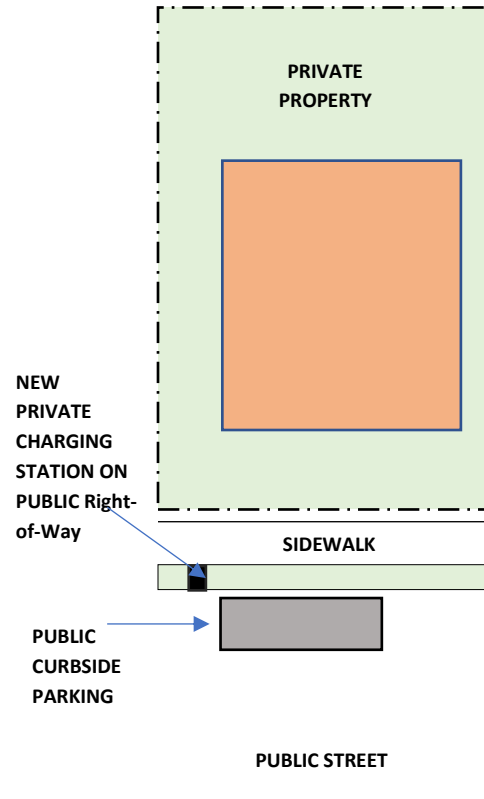 PRIVATE
PROPERTY
NEW
PRIVATE
CHARGING
STATION ON
PUBLIC Right-
of-Way
SIDEWALK
PUBLIC
CURBSIDE
PARKING
PUBLIC STREET